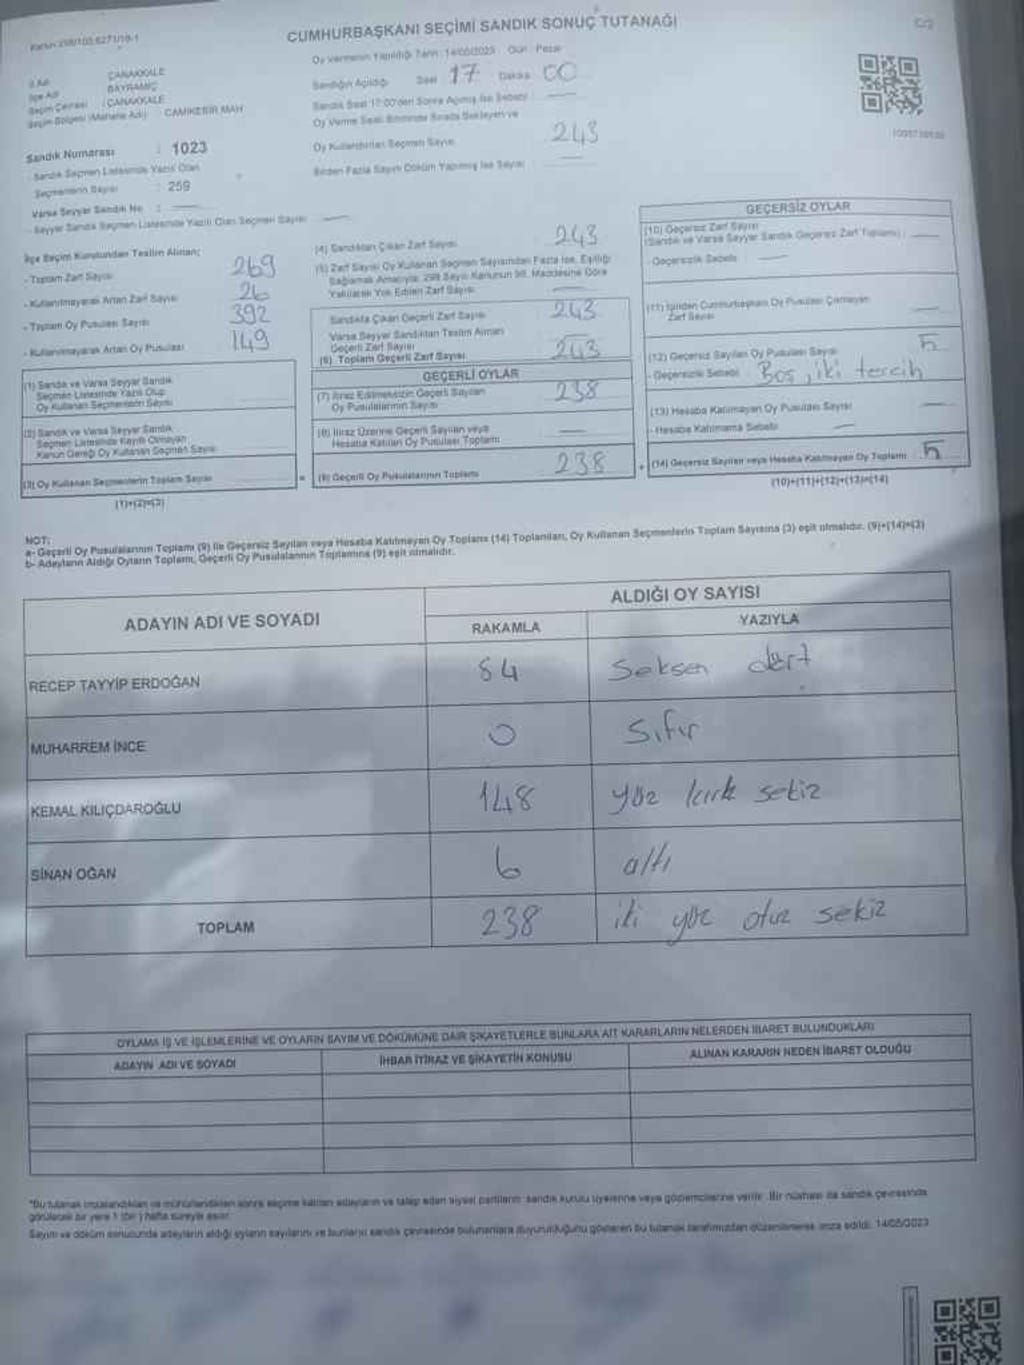 CUMHURBAŞKANI SEÇİMİ SANDIK SONUÇ TUTANAĞI
C/2
Oy Vermenin Yapıldığı Tarih : 14/05/2023 Gün : Pazar
İl Adı : ÇANAKKALE
İlçe Adı : BAYRAMİÇ
Seçim Çevresi : ÇANAKKALE
Seçim Bölgesi (Mahalle Adı) : CAMİKEBİR MAH
Sandığın Açıldığı Saat 17 Dakika 00
Sandık Saat 17:00'den Sonra Açılmış İse Sebebi :
Oy Verme Saati Bitiminde Sırada Bekleyen ve
Oy Kullandırılan Seçmen Sayısı 243
Birden Fazla Sayım Döküm Yapılmış İse Sayısı
Sandık Numarası : 1023
Sandık Seçmen Listesinde Yazılı Olan
Seçmenlerin Sayısı : 259
Varsa Seyyar Sandık No :
- Seyyar Sandık Seçmen Listesinde Yazılı Olan Seçmen Sayısı
İlçe Seçim Kurulundan Teslim Alınan;
- Toplam Zarf Sayısı 269
- Kullanılmayarak Artan Zarf Sayısı 26
- Toplam Oy Pusulası Sayısı 392
- Kullanılmayarak Artan Oy Pusulası 149
(1) Sandık ve Varsa Seyyar Sandık
Seçmen Listesinde Yazılı Olup
Oy Kullanan Seçmenlerin Sayısı
(2) Sandık ve Varsa Seyyar Sandık
Seçmen Listesinde Kayıtlı Olmayan
Kanun Gereği Oy Kullanan Seçmen Sayısı
(3) Oy Kullanan Seçmenlerin Toplam Sayısı
(1)+(2)=(3)
(4) Sandıktan Çıkan Zarf Sayısı 243
(5) Zarf Sayısı Oy Kullanan Seçmen Sayısından Fazla İse, Eşitliği
Sağlamak Amacıyla; 298 Sayılı Kanunun 98. Maddesine Göre
Yakılarak Yok Edilen Zarf Sayısı
Sandıkta Çıkan Geçerli Zarf Sayısı 243
Varsa Seyyar Sandıktan Teslim Alınan
Geçerli Zarf Sayısı
(6) Toplam Geçerli Zarf Sayısı 243
GEÇERLİ OYLAR
(7) İtiraz Edilmeksizin Geçerli Sayılan
Oy Pusulalarının Sayısı 238
(8) İtiraz Üzerine Geçerli Sayılan veya
Hesaba Katılan Oy Pusulası Toplamı
(9) Geçerli Oy Pusulalarının Toplamı 238
GEÇERSİZ OYLAR
(10) Geçersiz Zarf Sayısı
(Sandık ve Varsa Seyyar Sandık Geçersiz Zarf Toplamı) :
- Geçersizlik Sebebi :
(11) İçinden Cumhurbaşkanı Oy Pusulası Çıkmayan
Zarf Sayısı
(12) Geçersiz Sayılan Oy Pusulası Sayısı 5
- Geçersizlik Sebebi : Boş, iki tercih
(13) Hesaba Katılmayan Oy Pusulası Sayısı
- Hesaba Katılmama Sebebi
(14) Geçersiz Sayılan veya Hesaba Katılmayan Oy Toplamı 5
(10)+(11)+(12)+(13)=(14)
NOT:
a- Geçerli Oy Pusulalarının Toplamı (9) ile Geçersiz Sayılan veya Hesaba Katılmayan Oy Toplamı (14) Toplanılan, Oy Kullanan Seçmenlerin Toplam Sayısına (3) eşit olmalıdır. (9)+(14)=(3)
b- Adayların Aldığı Oyların Toplamı, Geçerli Oy Pusulalarının Toplamına (9) eşit olmalıdır.
ADAYIN ADI VE SOYADI
ALDIĞI OY SAYISI
RAKAMLA YAZIYLA
RECEP TAYYİP ERDOĞAN 84 Seksen dört
MUHARREM İNCE 0 Sıfır
KEMAL KILIÇDAROĞLU 148 yüz kırk sekiz
SİNAN OĞAN 6 altı
TOPLAM 238 iki yüz otuz sekiz
OYLAMA İŞ VE İŞLEMLERİNE VE OYLARIN SAYIM VE DÖKÜMÜNE DAİR ŞİKAYETLERLE BUNLARA AİT KARARLARIN NELERDEN İBARET BULUNDUKLARI
ADAYIN ADI VE SOYADI İHBAR İTİRAZ VE ŞİKAYETİN KONUSU ALINAN KARARIN NEDEN İBARET OLDUĞU
*Bu tutanak imzalandıktan ve mühürlendikten sonra seçime katılan adayların ve talep eden siyasi partilerin sandık kurulu üyelerine veya gözlemcilerine verilir. Bir nüshası da sandık çevresinde
görülecek bir yere 1 (bir) hafta süreyle asılır.
Sayım ve döküm sonucunda adayların aldığı oyların sayılarını ve bunların sandık çevresinde bulunanlara duyurulduğunu gösteren bu tutanak tarafımızdan düzenlenerek imza edildi. 14/05/2023